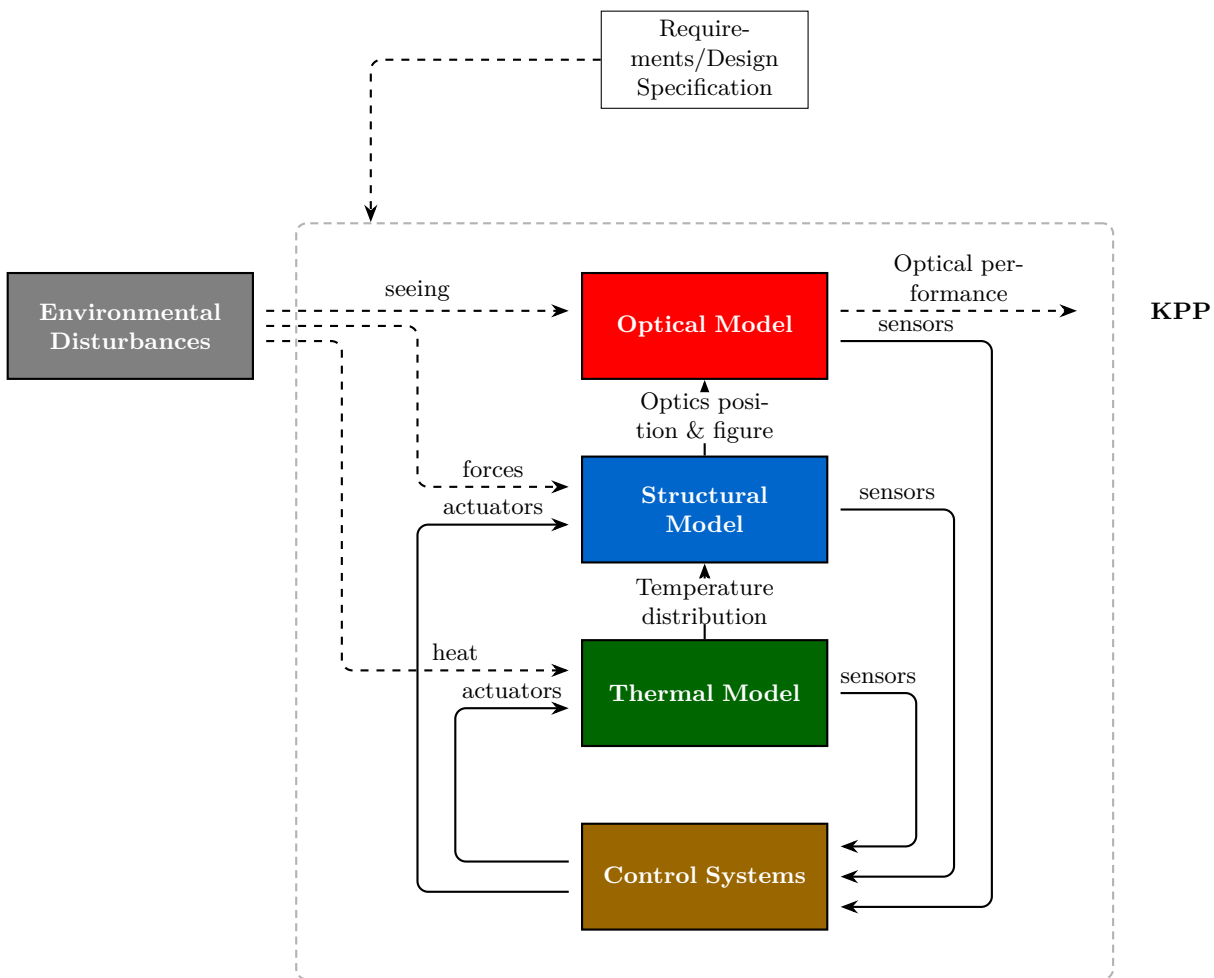 Require-
ments/Design
Specification
Environmental
Disturbances
seeing
Optical Model
Optical per-
formance
KPP
sensors
Optics posi-
tion & figure
forces
actuators
Structural
Model
sensors
Temperature
distribution
heat
actuators
Thermal Model
sensors
Control Systems